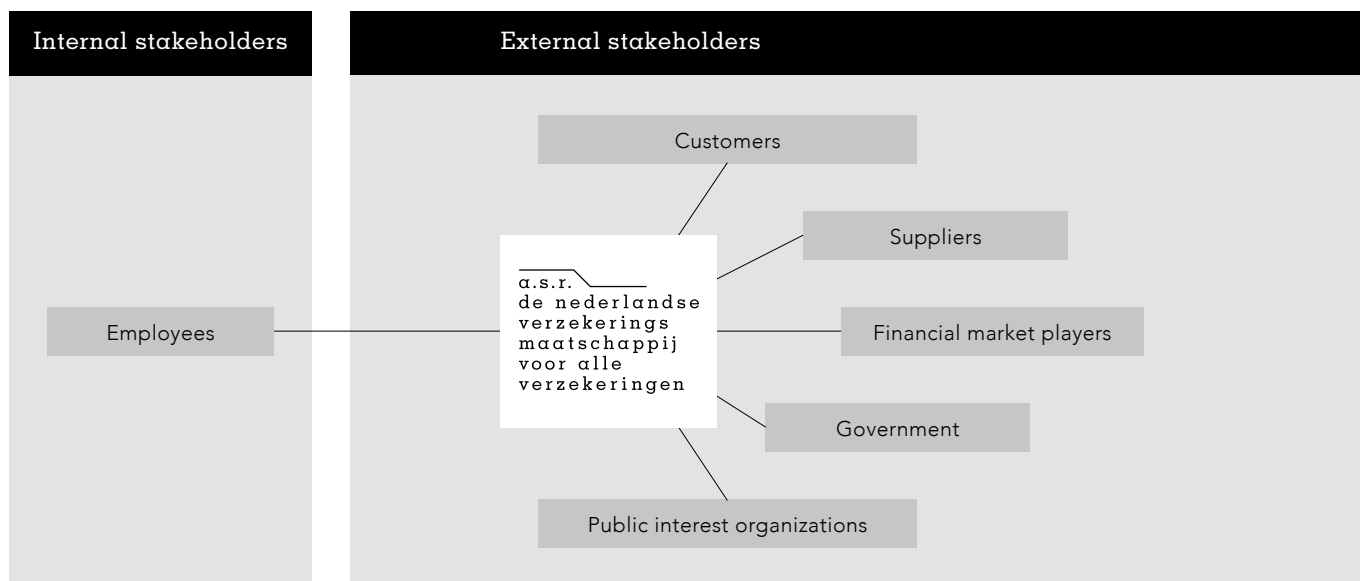 Internal stakeholders
External stakeholders
Customers
Suppliers
a.s.r.
de nederlandse
verzekerings
maatschappij
voor alle
verzekeringen
Employees
Financial market players
Government
Public interest organizations